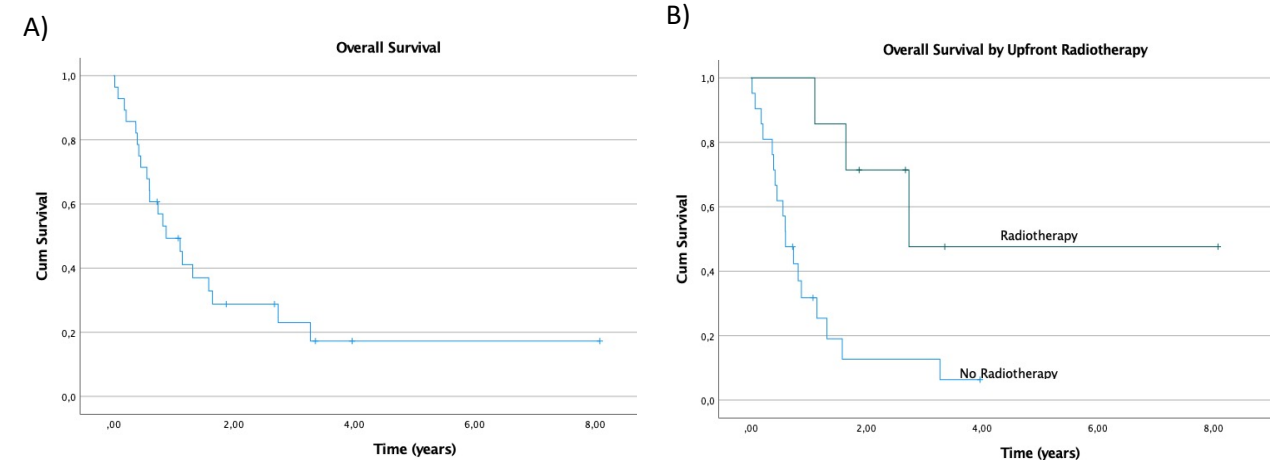 A)
Overall Survival
Cum Survival
1,0
0,8
0,6
0,4
0,2
0,0
,00 2,00 4,00 6,00 8,00
Time (years)
B)
Overall Survival by Upfront Radiotherapy
Cum Survival
1,0
0,8
0,6
0,4
0,2
0,0
Radiotherapy
No Radiotherapy
,00 2,00 4,00 6,00 8,00
Time (years)